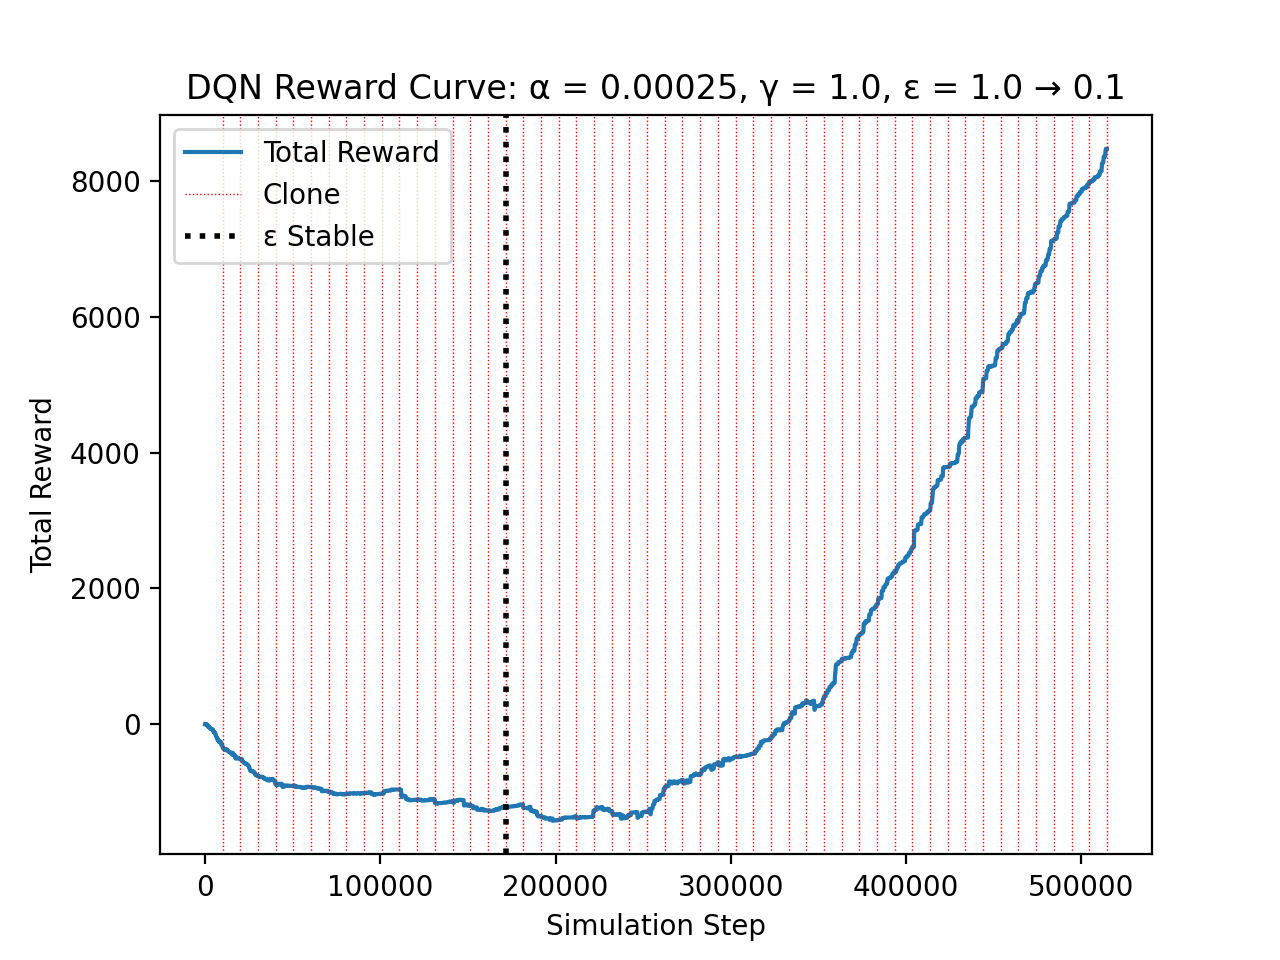 DQN Reward Curve: α = 0.00025, γ = 1.0, ε = 1.0 → 0.1
Total Reward
Clone
ε Stable
8000
6000
4000
2000
0
Total Reward
0
100000
200000
300000
400000
500000
Simulation Step